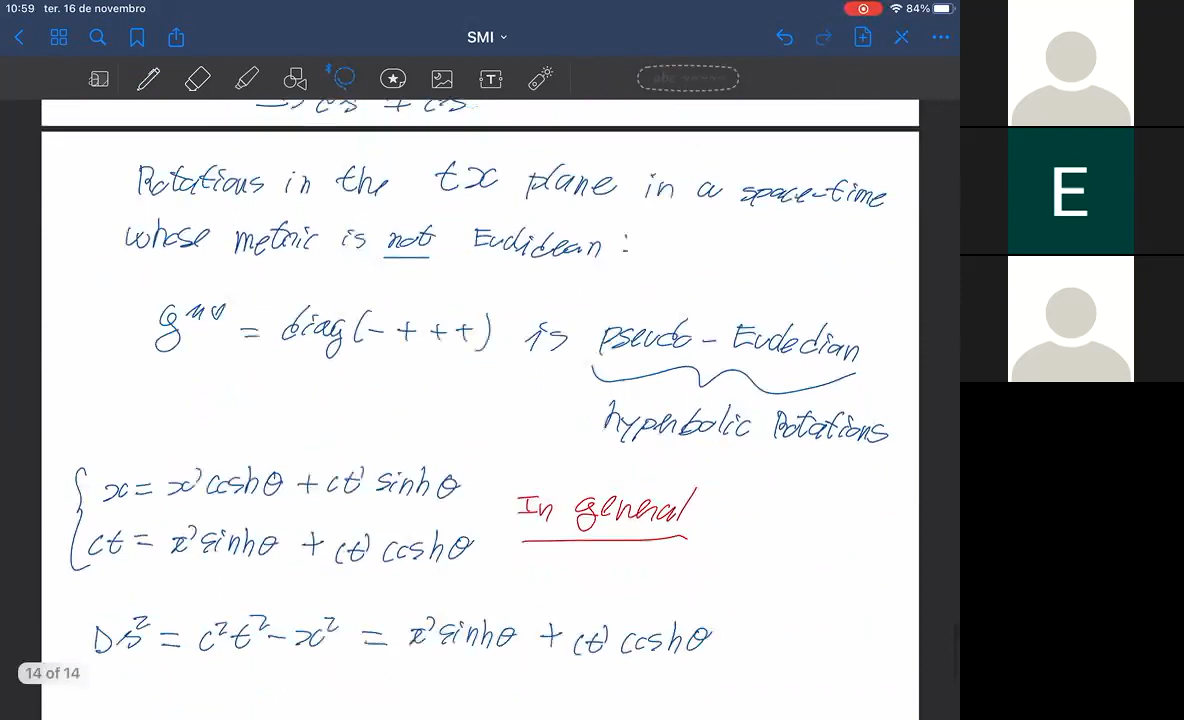 10:59 ter. 16 de novembro
84%
SMI
T
Rotations in the tx plane in a space-time
whose metric is not Euclidean :
g^μν = diag(- + + +) is pseudo - Eucledian
hyperbolic Rotations
x = x' cosh θ + ct' sinh θ
In general
ct = x' sinh θ + ct' cosh θ
Δs² = c²t² - x² = x' sinh θ + ct' cosh θ
14 of 14
E